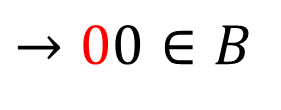 → 00 ∈ B